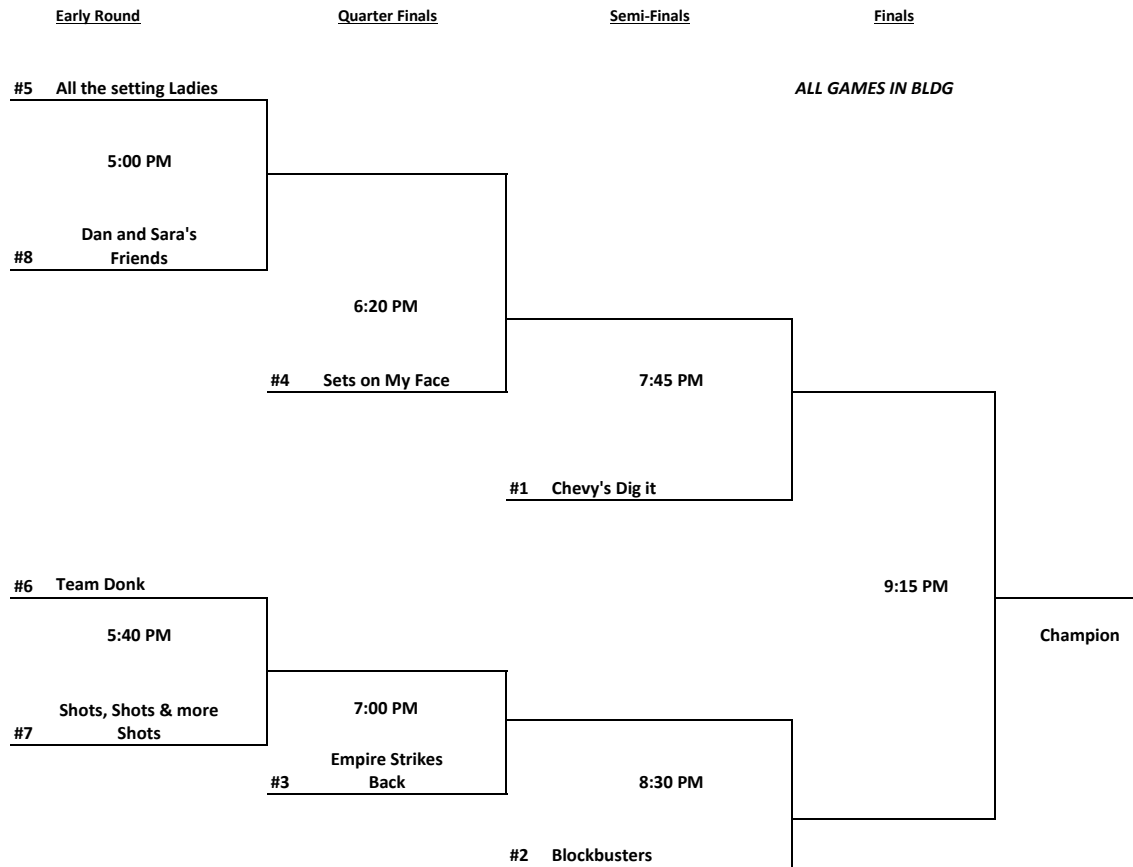 Early Round Quarter Finals Semi-Finals Finals
#5 All the setting Ladies ALL GAMES IN BLDG
5:00 PM
Dan and Sara's
#8 Friends
6:20 PM
#4 Sets on My Face 7:45 PM
#1 Chevy's Dig it
#6 Team Donk 9:15 PM
5:40 PM Champion
Shots, Shots & more 7:00 PM
#7 Shots
Empire Strikes
#3 Back 8:30 PM
#2 Blockbusters